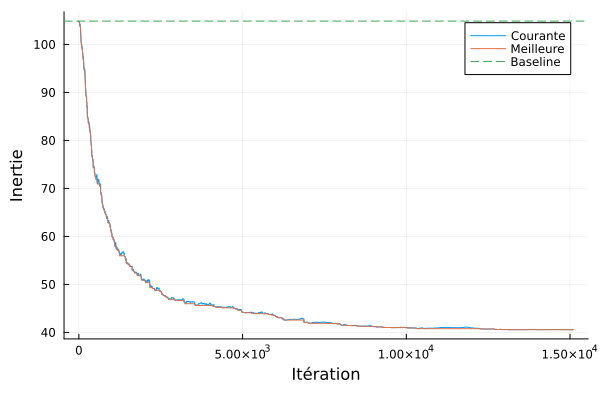 Courante
Meilleure
Baseline
Inertie
100
90
80
70
60
50
40
0
5.00×10³
1.00×10⁴
1.50×10⁴
Itération